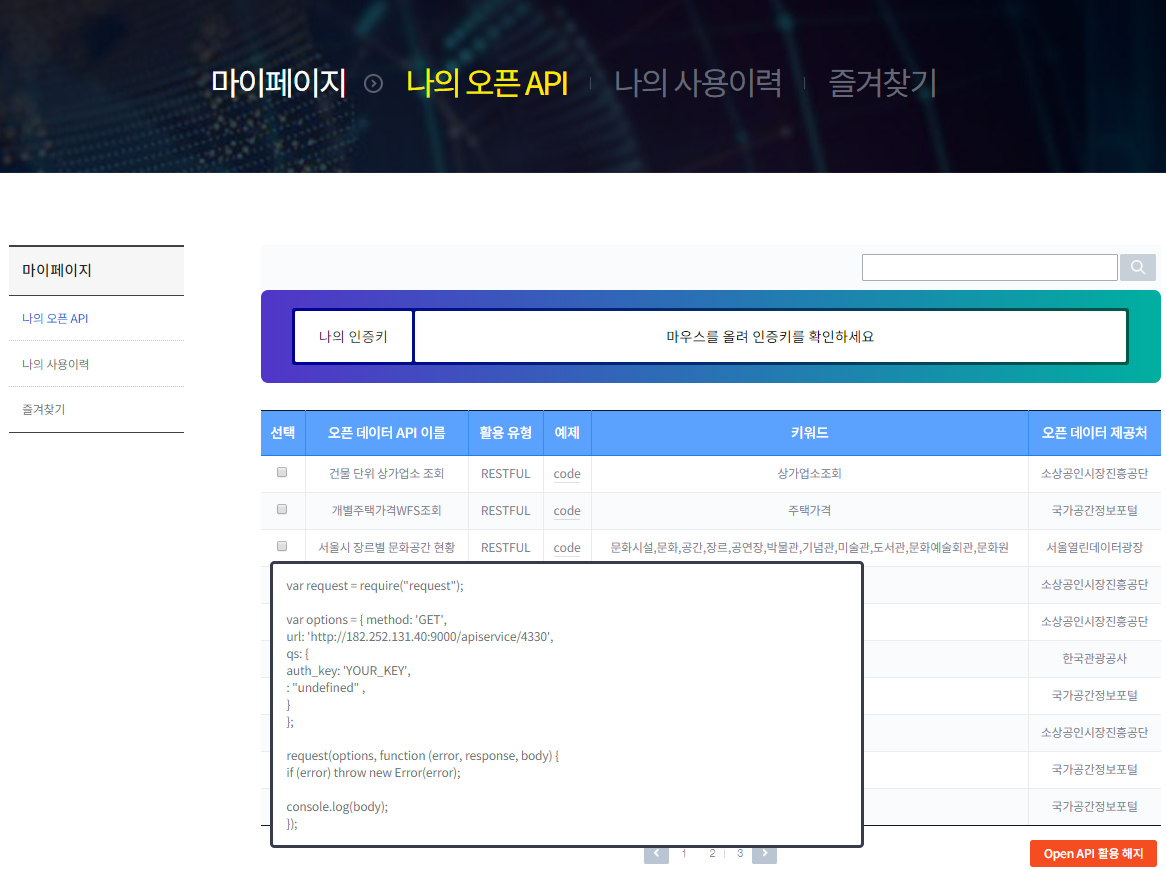 마이페이지 나의 오픈 API 나의 사용이력 즐겨찾기
마이페이지
나의 오픈 API
나의 사용이력
즐겨찾기
나의 인증키 마우스를 올려 인증키를 확인하세요
선택 오픈 데이터 API 이름 활용 유형 예제 키워드 오픈 데이터 제공처
건물 단위 상가업소 조회 RESTFUL code 상가업소조회 소상공인시장진흥공단
개별주택가격WFS조회 RESTFUL code 주택가격 국가공간정보포털
서울시 장르별 문화공간 현황 RESTFUL code 문화시설,문화,공간,장르,공연장,박물관,기념관,미술관,도서관,문화예술회관,문화원 서울열린데이터광장
소상공인시장진흥공단
소상공인시장진흥공단
한국관광공사
국가공간정보포털
소상공인시장진흥공단
국가공간정보포털
국가공간정보포털
var request = require("request");
var options = { method: 'GET',
url: 'http://182.252.131.40:9000/apiservice/4330',
qs: {
auth_key: 'YOUR_KEY',
: "undefined" ,
}
};
request(options, function (error, response, body) {
if (error) throw new Error(error);
console.log(body);
});
1 2 3
Open API 활용 해지